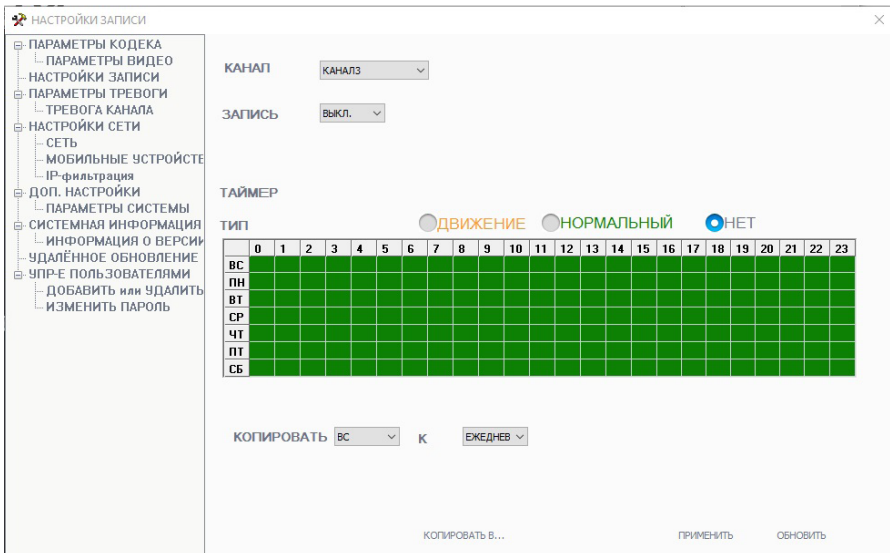 НАСТРОЙКИ ЗАПИСИ
ПАРАМЕТРЫ КОДЕКА
ПАРАМЕТРЫ ВИДЕО
НАСТРОЙКИ ЗАПИСИ
ПАРАМЕТРЫ ТРЕВОГИ
ТРЕВОГА КАНАЛА
НАСТРОЙКИ СЕТИ
СЕТЬ
МОБИЛЬНЫЕ УСТРОЙСТЕ
IP-фильтрация
ДОП. НАСТРОЙКИ
ПАРАМЕТРЫ СИСТЕМЫ
СИСТЕМНАЯ ИНФОРМАЦИЯ
ИНФОРМАЦИЯ О ВЕРСИИ
УДАЛЁННОЕ ОБНОВЛЕНИЕ
УПР-Е ПОЛЬЗОВАТЕЛЯМИ
ДОБАВИТЬ или УДАЛИТЬ
ИЗМЕНИТЬ ПАРОЛЬ
КАНАЛ КАНАЛ3
ЗАПИСЬ ВЫКЛ.
ТАЙМЕР
ТИП ДВИЖЕНИЕ НОРМАЛЬНЫЙ НЕТ
0 1 2 3 4 5 6 7 8 9 10 11 12 13 14 15 16 17 18 19 20 21 22 23
ВС
ПН
ВТ
СР
ЧТ
ПТ
СБ
КОПИРОВАТЬ ВС К ЕЖЕДНЕВ
КОПИРОВАТЬ В... ПРИМЕНИТЬ ОБНОВИТЬ